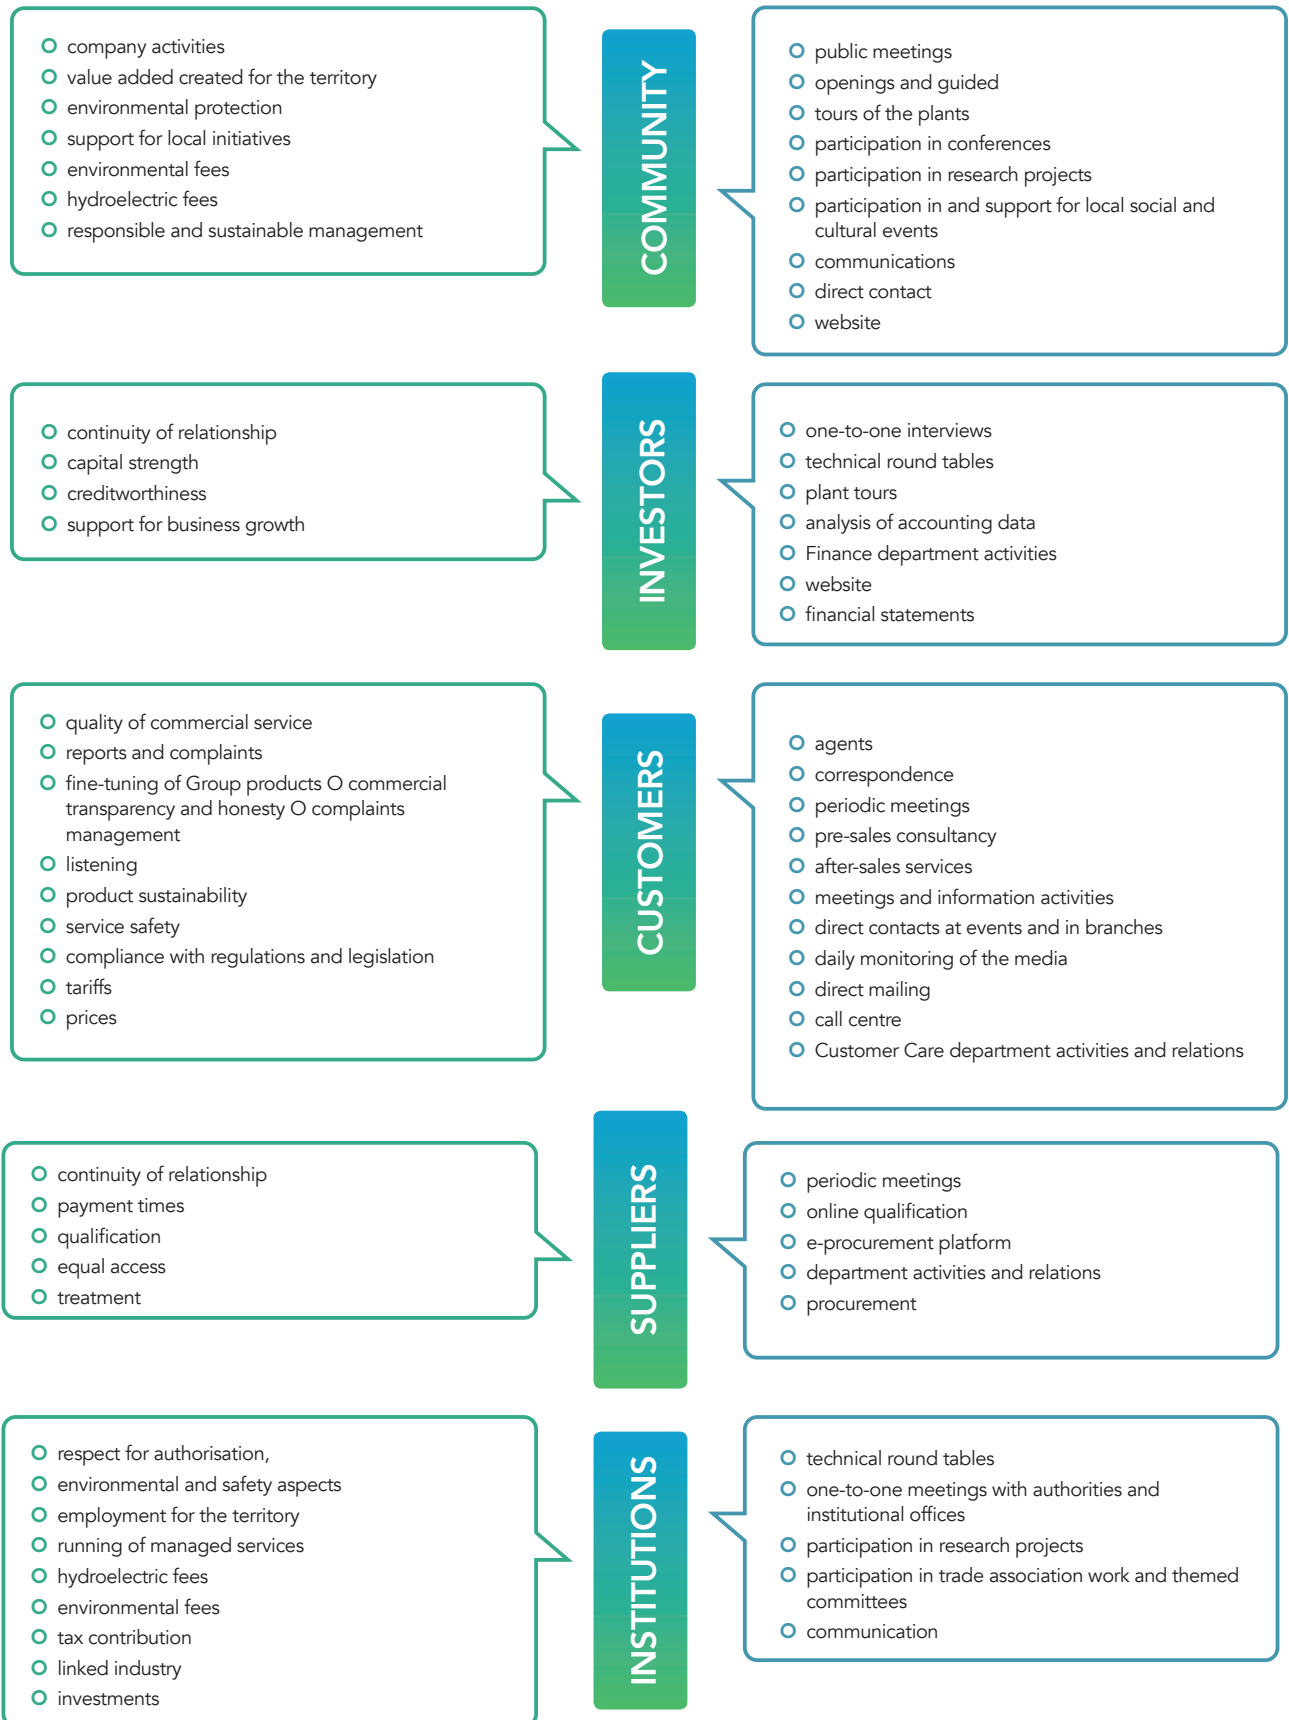 company activities
value added created for the territory
environmental protection
support for local initiatives
environmental fees
hydroelectric fees
responsible and sustainable management
COMMUNITY
public meetings
openings and guided
tours of the plants
participation in conferences
participation in research projects
participation in and support for local social and
cultural events
communications
direct contact
website
continuity of relationship
capital strength
creditworthiness
support for business growth
INVESTORS
one-to-one interviews
technical round tables
plant tours
analysis of accounting data
Finance department activities
website
financial statements
quality of commercial service
reports and complaints
fine-tuning of Group products O commercial
transparency and honesty O complaints
management
listening
product sustainability
service safety
compliance with regulations and legislation
tariffs
prices
CUSTOMERS
agents
correspondence
periodic meetings
pre-sales consultancy
after-sales services
meetings and information activities
direct contacts at events and in branches
daily monitoring of the media
direct mailing
call centre
Customer Care department activities and relations
continuity of relationship
payment times
qualification
equal access
treatment
SUPPLIERS
periodic meetings
online qualification
e-procurement platform
department activities and relations
procurement
respect for authorisation,
environmental and safety aspects
employment for the territory
running of managed services
hydroelectric fees
environmental fees
tax contribution
linked industry
investments
INSTITUTIONS
technical round tables
one-to-one meetings with authorities and
institutional offices
participation in research projects
participation in trade association work and themed
committees
communication